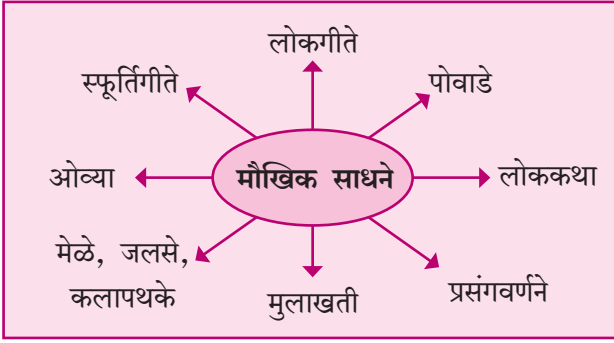 लोकगीते
स्फूर्तिगीते
पोवाडे
ओव्या
मौखिक साधने
लोककथा
मेळे, जलसे,
कलापथके
मुलाखती
प्रसंगवर्णने